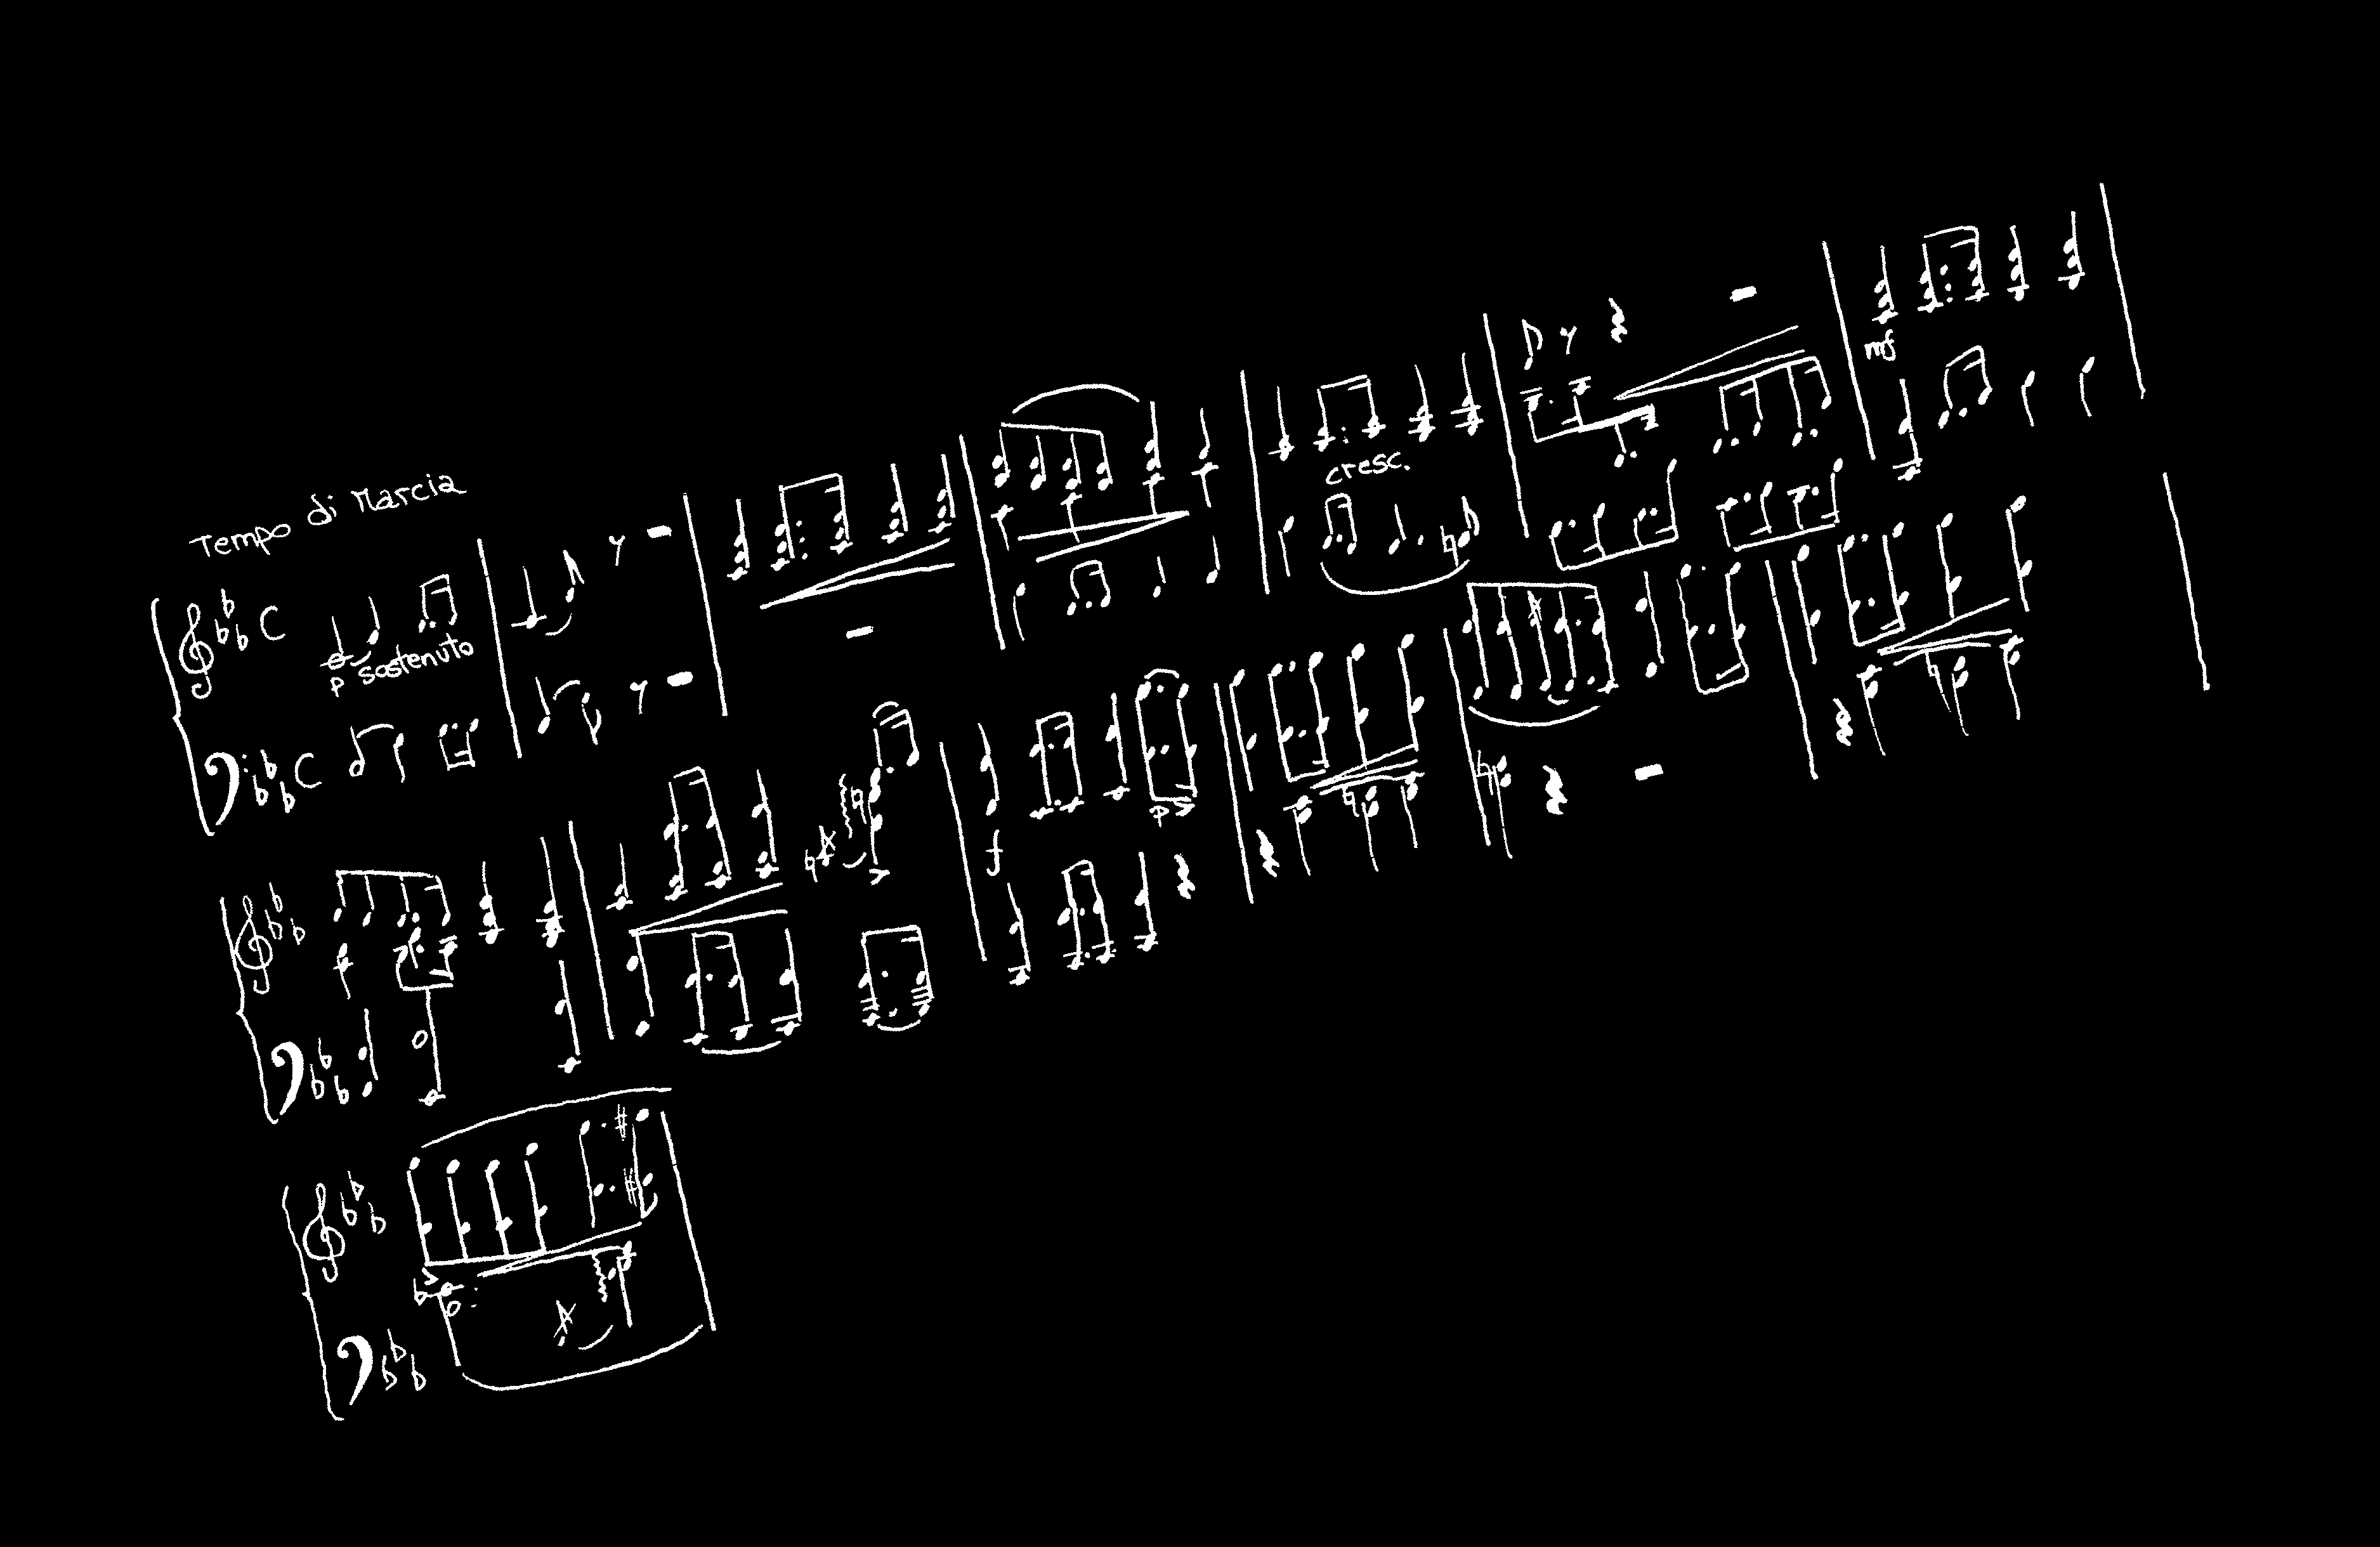 Tempo di Marcia
p sostenuto
cresc.
mf
f
p